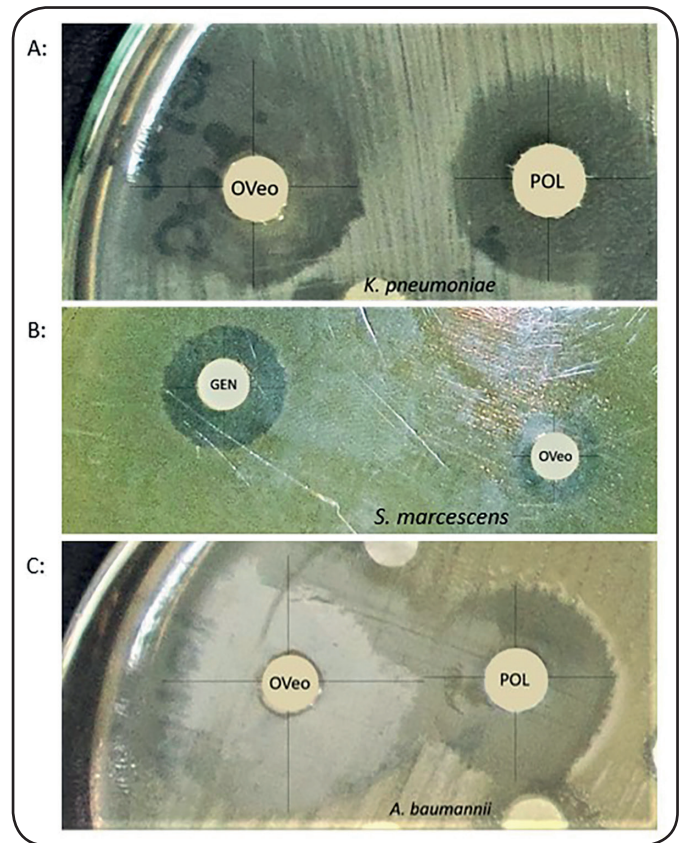 A:
OVeo
POL
K. pneumoniae
B:
GEN
OVeo
S. marcescens
C:
OVeo
POL
A. baumannii